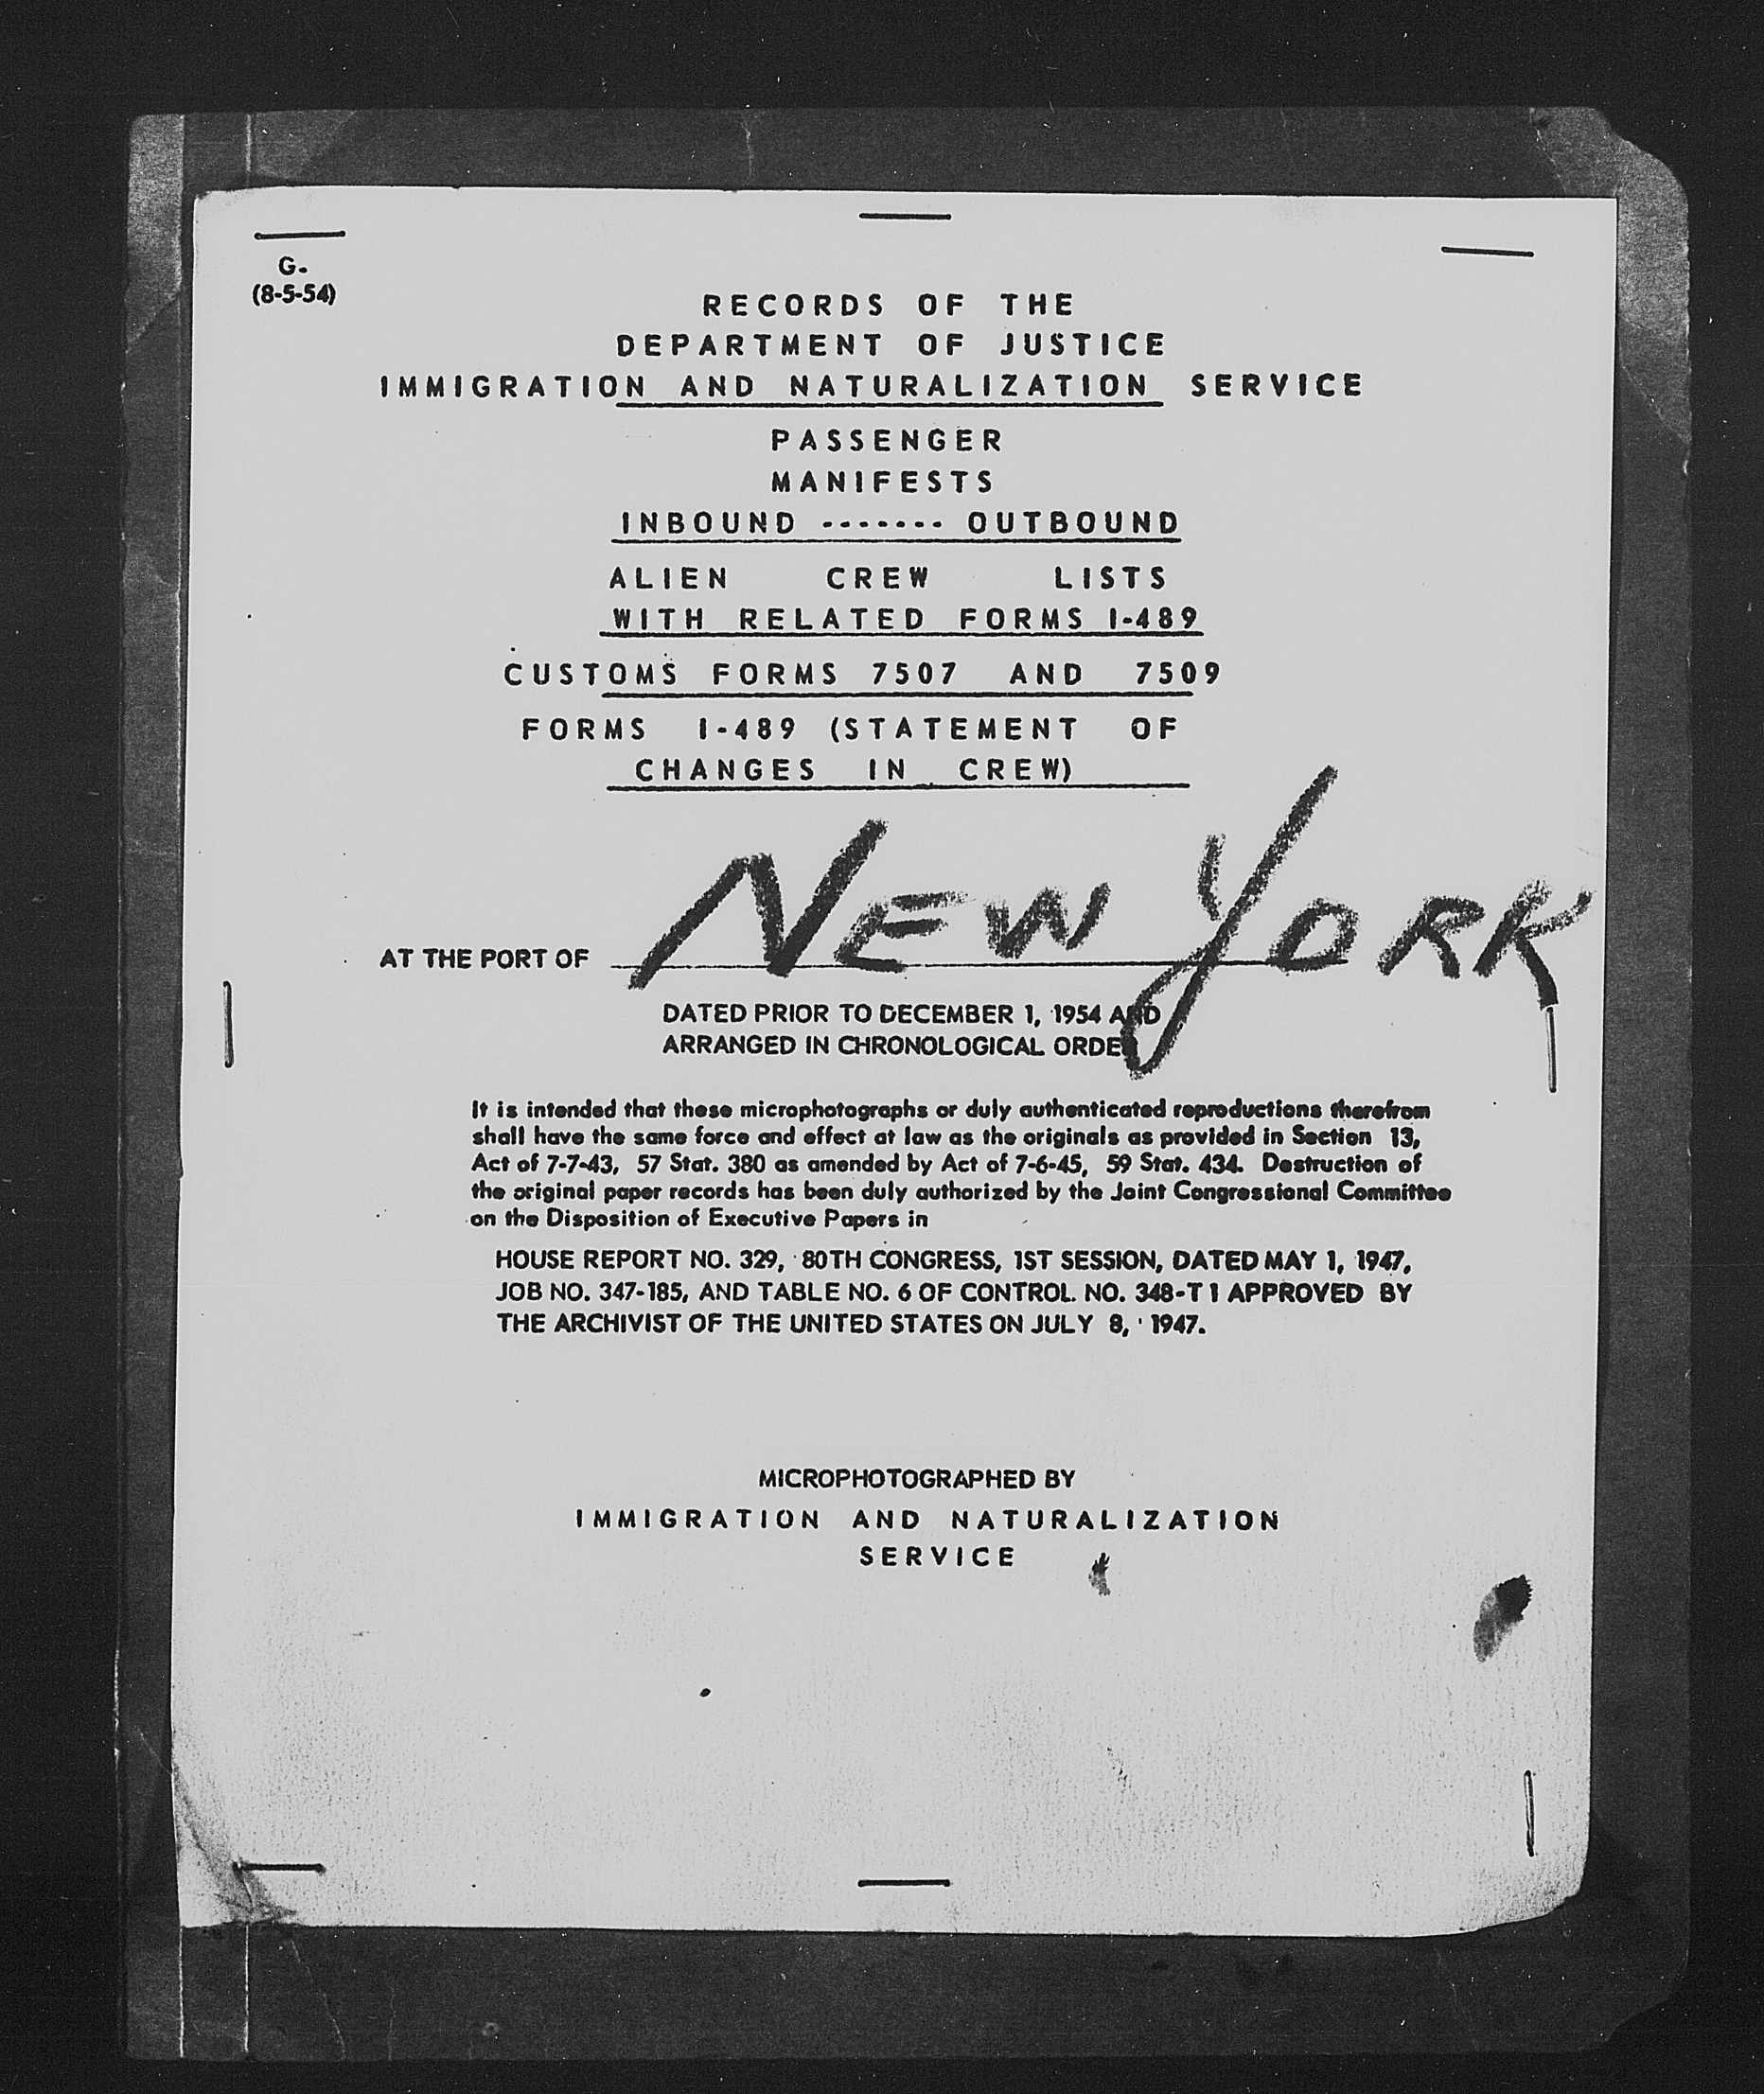 G-
(8-5-54)
RECORDS OF THE
DEPARTMENT OF JUSTICE
IMMIGRATION AND NATURALIZATION SERVICE
PASSENGER
MANIFESTS
INBOUND ------- OUTBOUND
ALIEN CREW LISTS
WITH RELATED FORMS I-489
CUSTOMS FORMS 7507 AND 7509
FORMS I-489 (STATEMENT OF
CHANGES IN CREW)
AT THE PORT OF NEW YORK
DATED PRIOR TO DECEMBER 1, 1954 AND
ARRANGED IN CHRONOLOGICAL ORDER
It is intended that these microphotographs or duly authenticated reproductions therefrom
shall have the same force and effect at law as the originals as provided in Section 13,
Act of 7-7-43, 57 Stat. 380 as amended by Act of 7-6-45, 59 Stat. 434. Destruction of
the original paper records has been duly authorized by the Joint Congressional Committee
on the Disposition of Executive Papers in
HOUSE REPORT NO. 329, 80TH CONGRESS, 1ST SESSION, DATED MAY 1, 1947,
JOB NO. 347-185, AND TABLE NO. 6 OF CONTROL NO. 348-T1 APPROVED BY
THE ARCHIVIST OF THE UNITED STATES ON JULY 8, 1947.
MICROPHOTOGRAPHED BY
IMMIGRATION AND NATURALIZATION
SERVICE